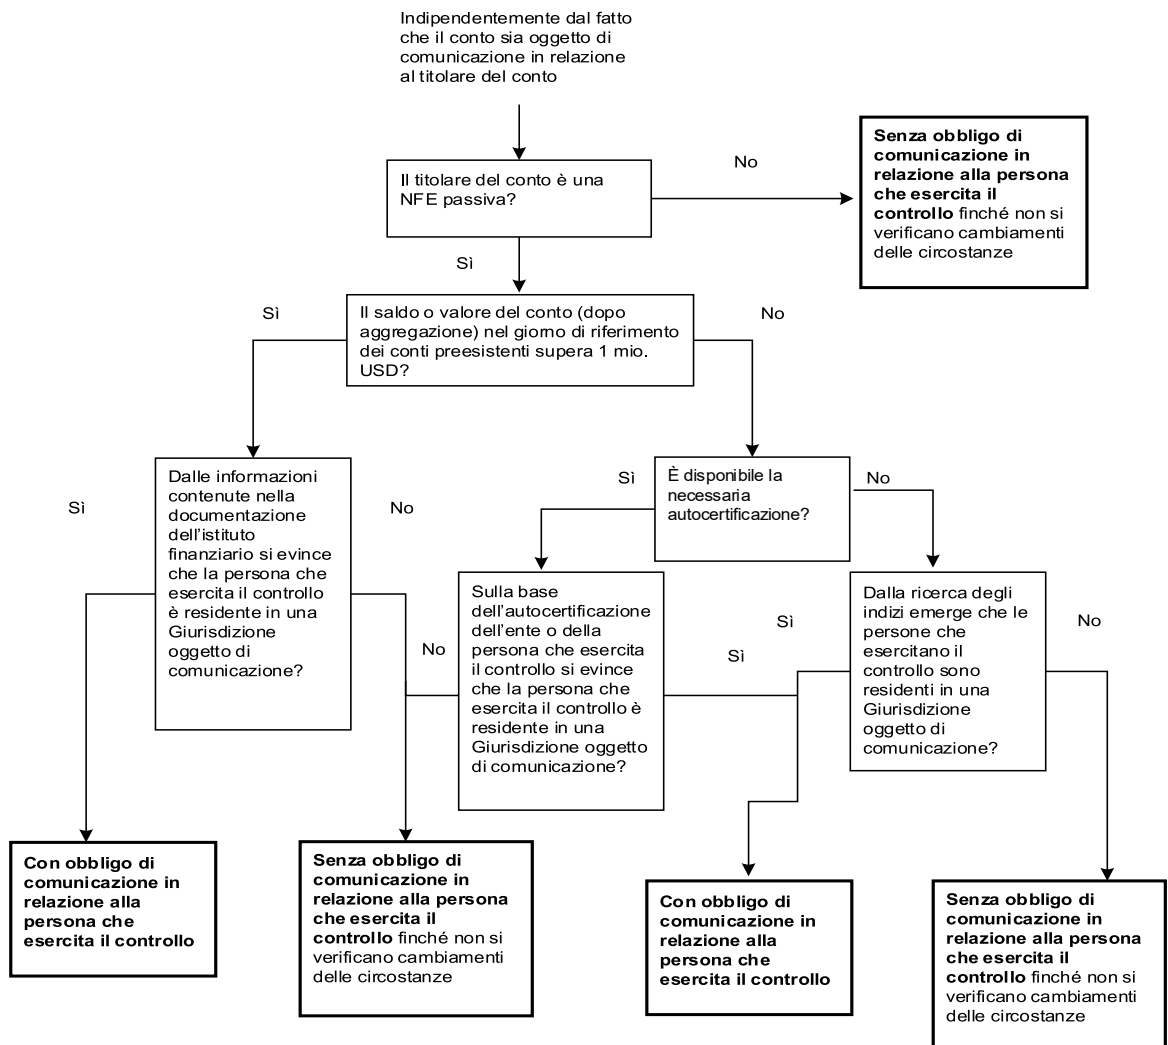 Indipendentemente dal fatto
che il conto sia oggetto di
comunicazione in relazione
al titolare del conto
Il titolare del conto è una
NFE passiva?
No
Senza obbligo di
comunicazione in
relazione alla persona
che esercita il
controllo finché non si
verificano cambiamenti
delle circostanze
Sì
Il saldo o valore del conto (dopo
aggregazione) nel giorno di riferimento
dei conti preesistenti supera 1 mio.
USD?
Sì
No
Dalle informazioni
contenute nella
documentazione
dell'istituto
finanziario si evince
che la persona che
esercita il controllo
è residente in una
Giurisdizione
oggetto di
comunicazione?
Sì
No
È disponibile la
necessaria
autocertificazione?
Sì
No
Sulla base
dell'autocertificazione
dell'ente o della
persona che esercita
il controllo si evince
che la persona che
esercita il controllo è
residente in una
Giurisdizione oggetto
di comunicazione?
No
Sì
Dalla ricerca degli
indizi emerge che le
persone che
esercitano il
controllo sono
residenti in una
Giurisdizione
oggetto di
comunicazione?
Sì
No
Con obbligo di
comunicazione in
relazione alla
persona che
esercita il controllo
Senza obbligo di
comunicazione in
relazione alla persona
che esercita il
controllo finché non si
verificano cambiamenti
delle circostanze
Con obbligo di
comunicazione in
relazione alla
persona che
esercita il controllo
Senza obbligo di
comunicazione in
relazione alla persona
che esercita il
controllo finché non si
verificano cambiamenti
delle circostanze